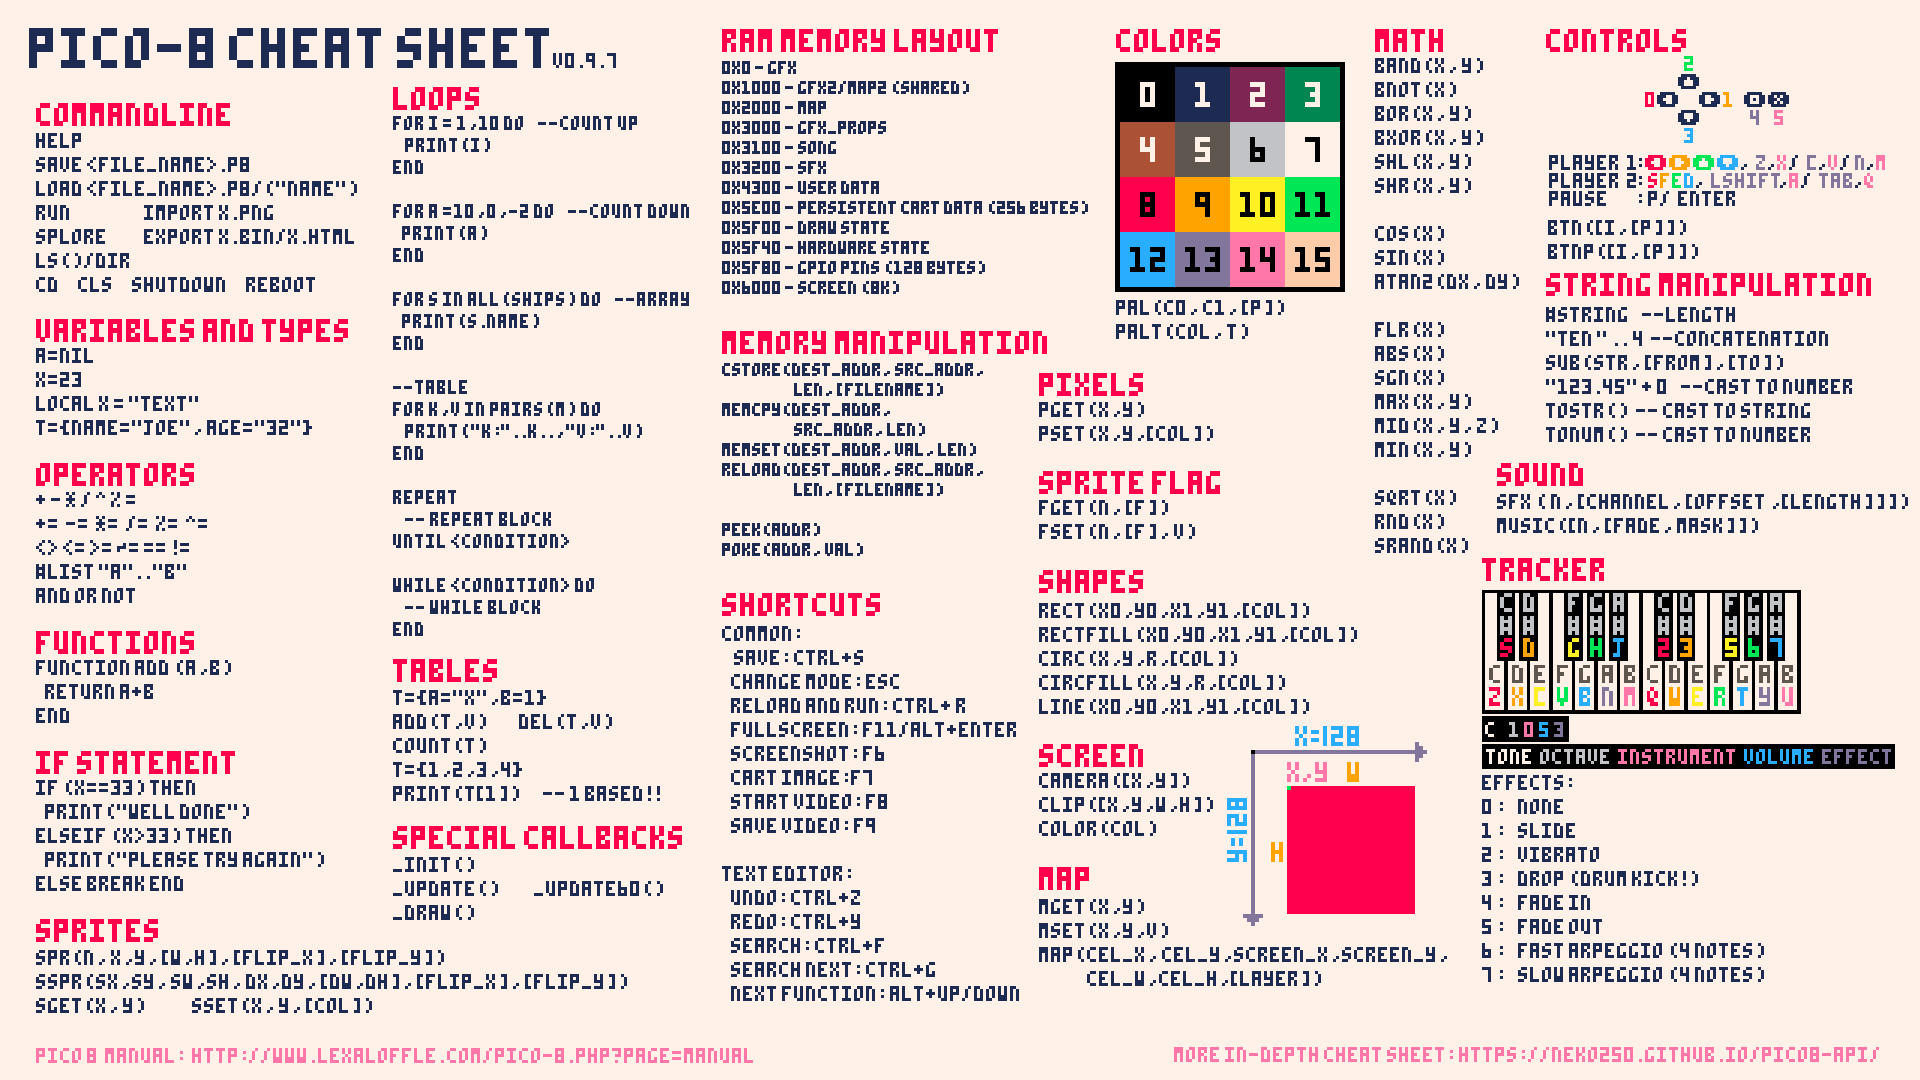 PICO-8 CHEAT SHEET V0.9.7
COMMANDLINE
HELP
SAVE <FILE_NAME>.P8
LOAD <FILE_NAME>.P8/("NAME")
RUN IMPORT X.PNG
SPLORE EXPORT X.BIN/X.HTML
LS()/DIR
CD CLS SHUTDOWN REBOOT
VARIABLES AND TYPES
A=NIL
X=23
LOCAL X = "TEXT"
T={NAME="JOE", AGE="32"}
OPERATORS
+ - * / ^ % =
+= -= *= /= %= ^=
<> <= >= ~= == !=
#LIST "A".."B"
AND OR NOT
FUNCTIONS
FUNCTION ADD (A,B)
RETURN A+B
END
IF STATEMENT
IF (X==33) THEN
PRINT("WELL DONE")
ELSEIF (X>33) THEN
PRINT("PLEASE TRY AGAIN")
ELSE BREAK END
SPRITES
SPR(N,X,Y,[W,H],[FLIP_X],[FLIP_Y])
SSPR(SX,SY,SW,SH,DX,DY,[DW,DH],[FLIP_X],[FLIP_Y])
SGET(X,Y) SSET(X,Y,[COL])
LOOPS
FOR I = 1,10 DO --COUNT UP
PRINT(I)
END
FOR A=10,0,-2 DO --COUNT DOWN
PRINT(A)
END
FOR S IN ALL(SHIPS) DO --ARRAY
PRINT(S.NAME)
END
--TABLE
FOR K,V IN PAIRS(M) DO
PRINT("K:"..K..,"V:"..V)
END
REPEAT
-- REPEAT BLOCK
UNTIL <CONDITION>
WHILE <CONDITION> DO
-- WHILE BLOCK
END
TABLES
T={A="X",B=1}
ADD(T,V) DEL(T,V)
COUNT(T)
T={1,2,3,4}
PRINT(T[1]) --1 BASED!!
SPECIAL CALLBACKS
_INIT()
_UPDATE() _UPDATE60()
_DRAW()
RAM MEMORY LAYOUT
0X0 - GFX
0X1000 - GFX2/MAP2 (SHARED)
0X2000 - MAP
0X3000 - GFX_PROPS
0X3100 - SONG
0X3200 - SFX
0X4300 - USER DATA
0X5E00 - PERSISTENT CART DATA (256 BYTES)
0X5F00 - DRAW STATE
0X5F40 - HARDWARE STATE
0X5F80 - GPIO PINS (128 BYTES)
0X6000 - SCREEN (8K)
MEMORY MANIPULATION
CSTORE(DEST_ADDR,SRC_ADDR,
LEN,[FILENAME])
MEMCPY(DEST_ADDR,
SRC_ADDR,LEN)
MEMSET(DEST_ADDR,VAL,LEN)
RELOAD(DEST_ADDR,SRC_ADDR,
LEN,[FILENAME])
PEEK(ADDR)
POKE(ADDR,VAL)
SHORTCUTS
COMMON:
SAVE:CTRL+S
CHANGE MODE:ESC
RELOAD AND RUN:CTRL+R
FULLSCREEN:F11/ALT+ENTER
SCREENSHOT:F6
CART IMAGE:F7
START VIDEO:F8
SAVE VIDEO:F9
TEXT EDITOR:
UNDO:CTRL+Z
REDO:CTRL+Y
SEARCH:CTRL+F
SEARCH NEXT:CTRL+G
NEXT FUNCTION:ALT+UP/DOWN
COLORS
0 1 2 3
4 5 6 7
8 9 10 11
12 13 14 15
PAL(C0,C1,[P])
PALT(COL,T)
PIXELS
PGET(X,Y)
PSET(X,Y,[COL])
SPRITE FLAG
FGET(N,[F])
FSET(N,[F],V)
SHAPES
RECT(X0,Y0,X1,Y1,[COL])
RECTFILL(X0,Y0,X1,Y1,[COL])
CIRC(X,Y,R,[COL])
CIRCFILL(X,Y,R,[COL])
LINE(X0,Y0,X1,Y1,[COL])
SCREEN
CAMERA([X,Y])
CLIP([X,Y,W,H])
COLOR(COL)
X=128
X,Y W
Y=128
H
MAP
MGET(X,Y)
MSET(X,Y,V)
MAP(CEL_X,CEL_Y,SCREEN_X,SCREEN_Y,
CEL_W,CEL_H,[LAYER])
MATH
BAND(X,Y)
BNOT(X)
BOR(X,Y)
BXOR(X,Y)
SHL(X,Y)
SHR(X,Y)
COS(X)
SIN(X)
ATAN2(DX,DY)
FLR(X)
ABS(X)
SGN(X)
MAX(X,Y)
MID(X,Y,Z)
MIN(X,Y)
SQRT(X)
RND(X)
SRAND(X)
CONTROLS
2
0 1
4 5
3
PLAYER 1: , Z,X/ C,V/ N,M
PLAYER 2:SFED, LSHIFT,A/ TAB,Q
PAUSE :P/ ENTER
BTN([I,[P]])
BTNP([I,[P]])
STRING MANIPULATION
#STRING --LENGTH
"TEN" ..4 --CONCATENATION
SUB(STR,[FROM],[TO])
"123.45"+0 --CAST TO NUMBER
TOSTR() -- CAST TO STRING
TONUM() -- CAST TO NUMBER
SOUND
SFX (N,[CHANNEL,[OFFSET,[LENGTH]]])
MUSIC([N,[FADE,MASK]])
TRACKER
C D F G A C D F G A
# # # # # # # # # #
S D G H J 2 3 5 6 7
C D E F G A B C D E F G A B
Z X C V B N M Q W E R T Y U
C 1053
TONE OCTAVE INSTRUMENT VOLUME EFFECT
EFFECTS:
0: NONE
1: SLIDE
2: VIBRATO
3: DROP (DRUM KICK!)
4: FADE IN
5: FADE OUT
6: FAST ARPEGGIO (4 NOTES)
7: SLOW ARPEGGIO (4 NOTES)
PICO 8 MANUAL: HTTP://WWW.LEXALOFFLE.COM/PICO-8.PHP?PAGE=MANUAL
MORE IN-DEPTH CHEAT SHEET:HTTPS://NEKO250.GITHUB.IO/PICO8-API/